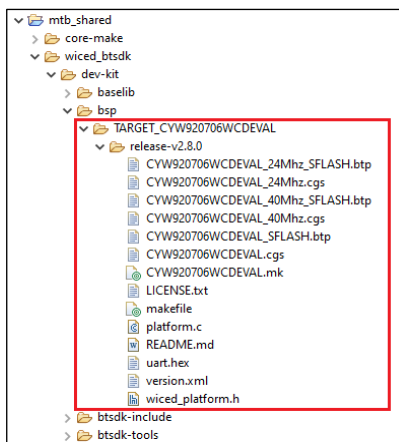 mtb_shared
core-make
wiced_btsdk
dev-kit
baselib
bsp
TARGET_CYW920706WCDEVAL
release-v2.8.0
CYW920706WCDEVAL_24Mhz_SFLASH.btp
CYW920706WCDEVAL_24Mhz.cgs
CYW920706WCDEVAL_40Mhz_SFLASH.btp
CYW920706WCDEVAL_40Mhz.cgs
CYW920706WCDEVAL_SFLASH.btp
CYW920706WCDEVAL.cgs
CYW920706WCDEVAL.mk
LICENSE.txt
makefile
platform.c
README.md
uart.hex
version.xml
wiced_platform.h
btsdk-include
btsdk-tools